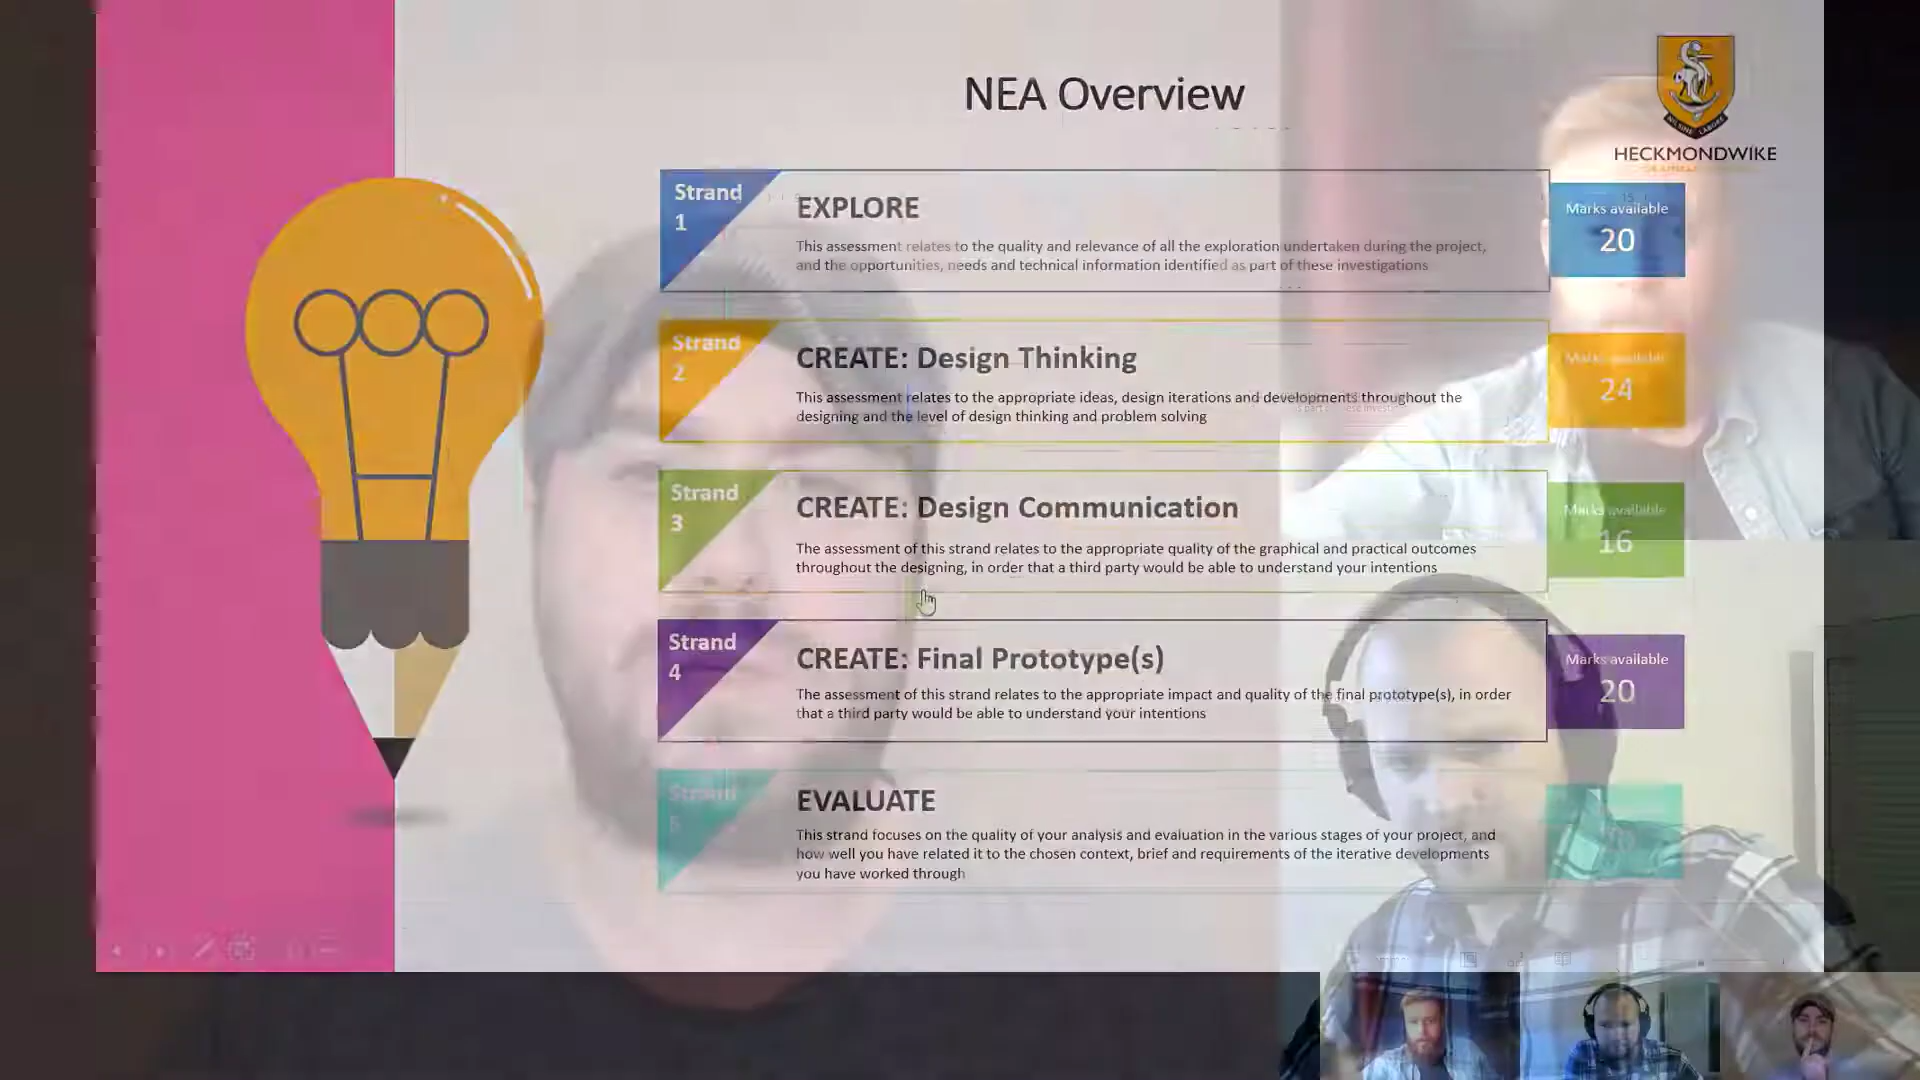 NEA Overview
HECKMONDWIKE
Strand
1
EXPLORE
This assessment relates to the quality and relevance of all the exploration undertaken during the project,
and the opportunities, needs and technical information identified as part of these investigations
Marks available
20
Strand
2
CREATE: Design Thinking
This assessment relates to the appropriate ideas, design iterations and developments throughout the
designing and the level of design thinking and problem solving
Marks available
24
Strand
3
CREATE: Design Communication
The assessment of this strand relates to the appropriate quality of the graphical and practical outcomes
throughout the designing, in order that a third party would be able to understand your intentions
Marks available
16
Strand
4
CREATE: Final Prototype(s)
The assessment of this strand relates to the appropriate impact and quality of the final prototype(s), in order
that a third party would be able to understand your intentions
Marks available
20
Strand
5
EVALUATE
This strand focuses on the quality of your analysis and evaluation in the various stages of your project, and
how well you have related it to the chosen context, brief and requirements of the iterative developments
you have worked through